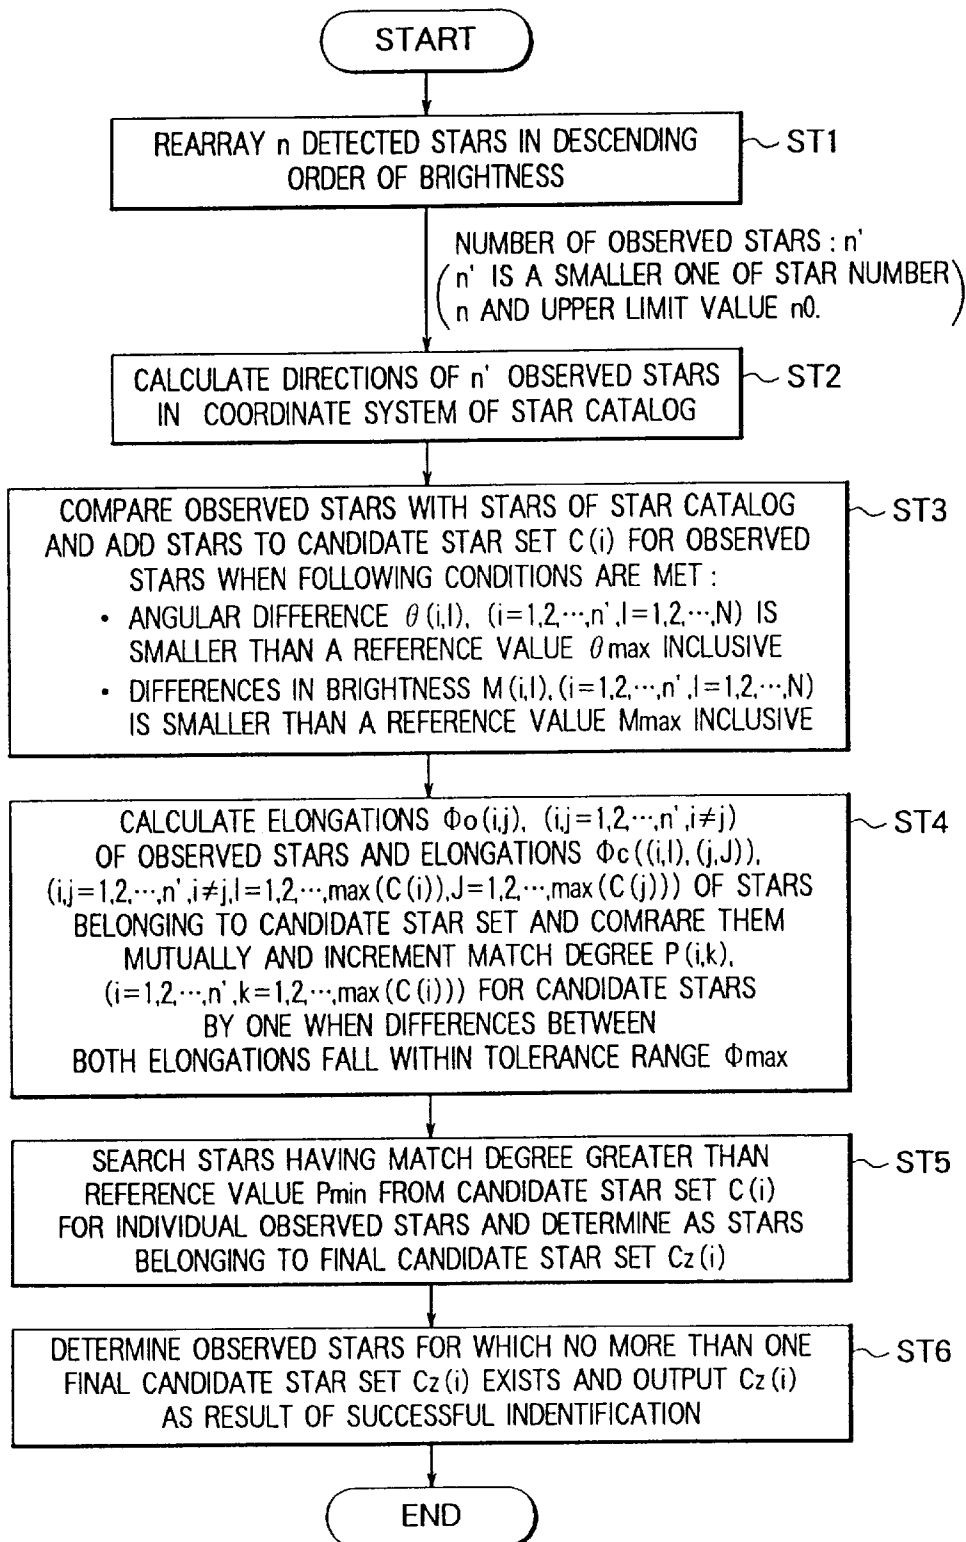 START
REARRAY n DETECTED STARS IN DESCENDING
ORDER OF BRIGHTNESS
ST1
NUMBER OF OBSERVED STARS : n'
(n' IS A SMALLER ONE OF STAR NUMBER
n AND UPPER LIMIT VALUE n0.)
CALCULATE DIRECTIONS OF n' OBSERVED STARS
IN COORDINATE SYSTEM OF STAR CATALOG
ST2
COMPARE OBSERVED STARS WITH STARS OF STAR CATALOG
AND ADD STARS TO CANDIDATE STAR SET C(i) FOR OBSERVED
STARS WHEN FOLLOWING CONDITIONS ARE MET :
• ANGULAR DIFFERENCE θ(i,I), (i=1,2,⋯,n',I=1,2,⋯,N) IS
SMALLER THAN A REFERENCE VALUE θmax INCLUSIVE
• DIFFERENCES IN BRIGHTNESS M(i,I),(i=1,2,⋯,n',I=1,2,⋯,N)
IS SMALLER THAN A REFERENCE VALUE Mmax INCLUSIVE
ST3
CALCULATE ELONGATIONS Φo(i,j), (i,j=1,2,⋯,n',i≠j)
OF OBSERVED STARS AND ELONGATIONS Φc((i,I),(j,J)),
(i,j=1,2,⋯,n',i≠j,I=1,2,⋯,max(C(i)),J=1,2,⋯,max(C(j))) OF STARS
BELONGING TO CANDIDATE STAR SET AND COMRARE THEM
MUTUALLY AND INCREMENT MATCH DEGREE P(i,k),
(i=1,2,⋯,n',k=1,2,⋯,max(C(i))) FOR CANDIDATE STARS
BY ONE WHEN DIFFERENCES BETWEEN
BOTH ELONGATIONS FALL WITHIN TOLERANCE RANGE Φmax
ST4
SEARCH STARS HAVING MATCH DEGREE GREATER THAN
REFERENCE VALUE Pmin FROM CANDIDATE STAR SET C(i)
FOR INDIVIDUAL OBSERVED STARS AND DETERMINE AS STARS
BELONGING TO FINAL CANDIDATE STAR SET Cz(i)
ST5
DETERMINE OBSERVED STARS FOR WHICH NO MORE THAN ONE
FINAL CANDIDATE STAR SET Cz(i) EXISTS AND OUTPUT Cz(i)
AS RESULT OF SUCCESSFUL INDENTIFICATION
ST6
END